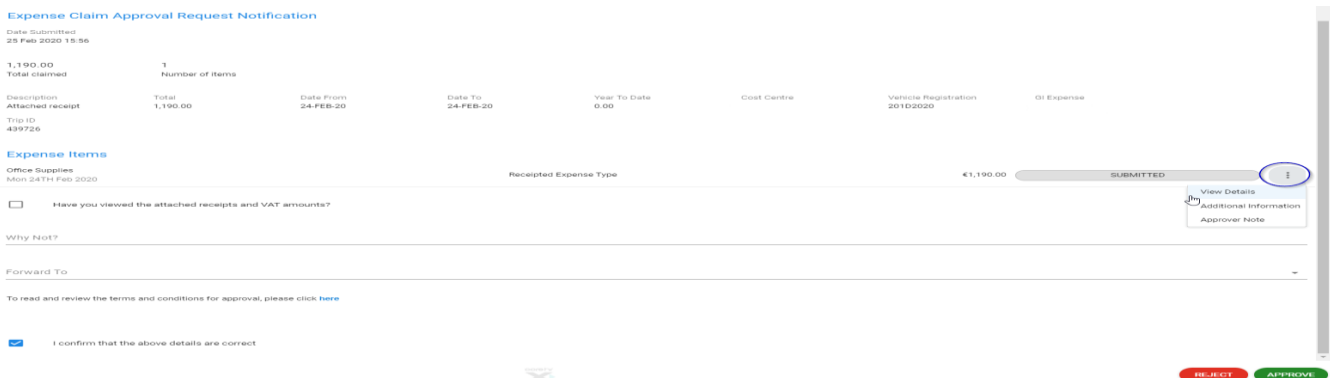 Expense Claim Approval Request Notification
Date Submitted
25 Feb 2020 15:56
1,190.00 1
Total claimed Number of items
Description Total Date From Date To Year To Date Cost Centre Vehicle Registration GI Expense
Attached receipt 1,190.00 24-FEB-20 24-FEB-20 0.00 201D2020
Trip ID
439726
Expense Items
Office Supplies
Mon 24TH Feb 2020
Receipted Expense Type €1,190.00 SUBMITTED
View Details
Have you viewed the attached receipts and VAT amounts?
Additional Information
Approver Note
Why Not?
Forward To
To read and review the terms and conditions for approval, please click here
I confirm that the above details are correct
REJECT APPROVE